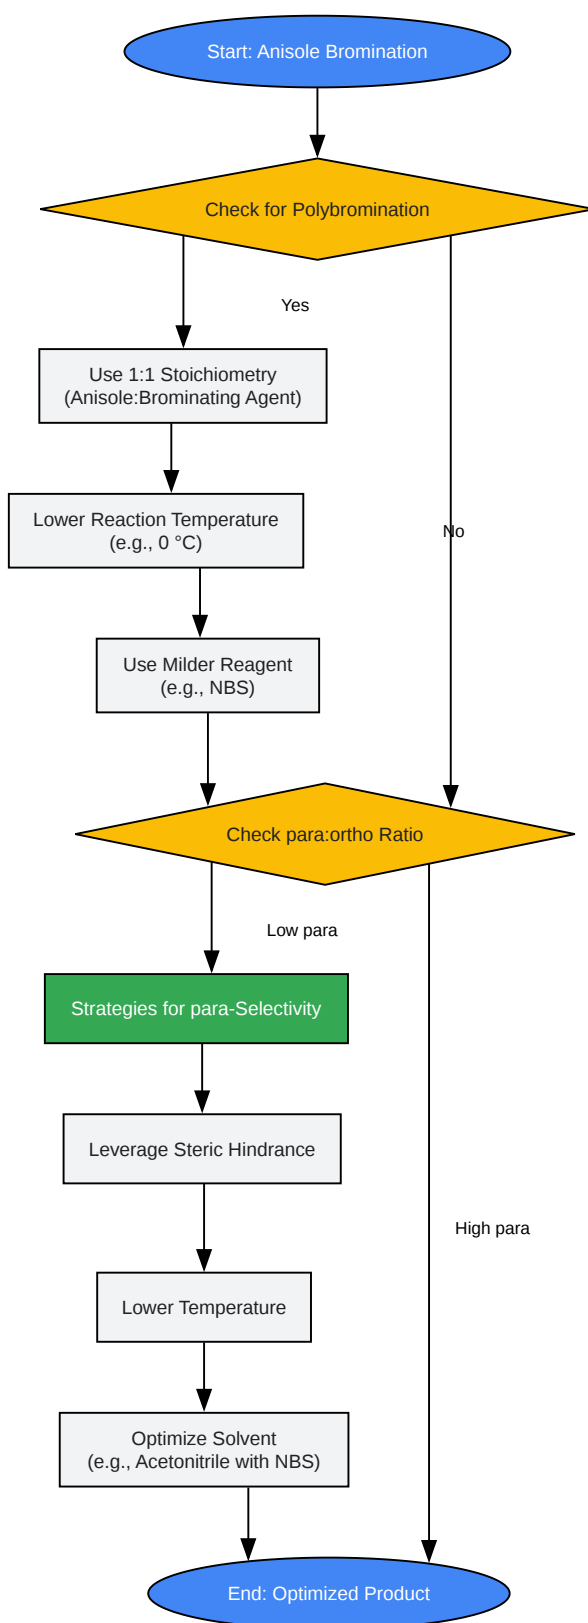 Start: Anisole Bromination
Check for Polybromination
Yes
Use 1:1 Stoichiometry
(Anisole:Brominating Agent)
Lower Reaction Temperature
(e.g., 0 °C)
No
Use Milder Reagent
(e.g., NBS)
Check para:ortho Ratio
Low para
Strategies for para-Selectivity
Leverage Steric Hindrance
High para
Lower Temperature
Optimize Solvent
(e.g., Acetonitrile with NBS)
End: Optimized Product